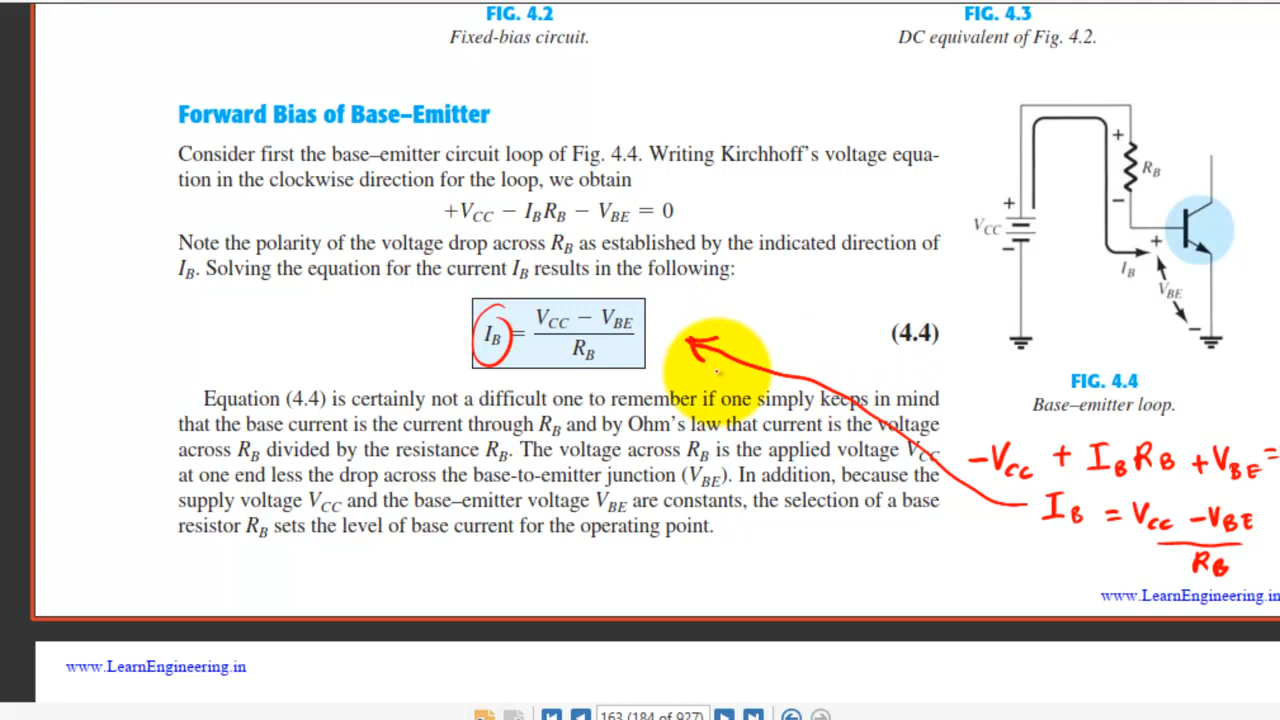 FIG. 4.2
Fixed-bias circuit.
FIG. 4.3
DC equivalent of Fig. 4.2.
Forward Bias of Base–Emitter
Consider first the base–emitter circuit loop of Fig. 4.4. Writing Kirchhoff's voltage equa-
tion in the clockwise direction for the loop, we obtain
+VCC − IBRB − VBE = 0
Note the polarity of the voltage drop across RB as established by the indicated direction of
IB. Solving the equation for the current IB results in the following:
IB = VCC − VBE
RB
(4.4)
Equation (4.4) is certainly not a difficult one to remember if one simply keeps in mind
that the base current is the current through RB and by Ohm's law that current is the voltage
across RB divided by the resistance RB. The voltage across RB is the applied voltage VCC
at one end less the drop across the base-to-emitter junction (VBE). In addition, because the
supply voltage VCC and the base–emitter voltage VBE are constants, the selection of a base
resistor RB sets the level of base current for the operating point.
+
RB
−
+
VCC
−
+
IB
VBE
−
FIG. 4.4
Base–emitter loop.
-VCC + IBRB +VBE=
IB = VCC -VBE
RB
www.LearnEngineering.in
www.LearnEngineering.in
163 (184 of 927)